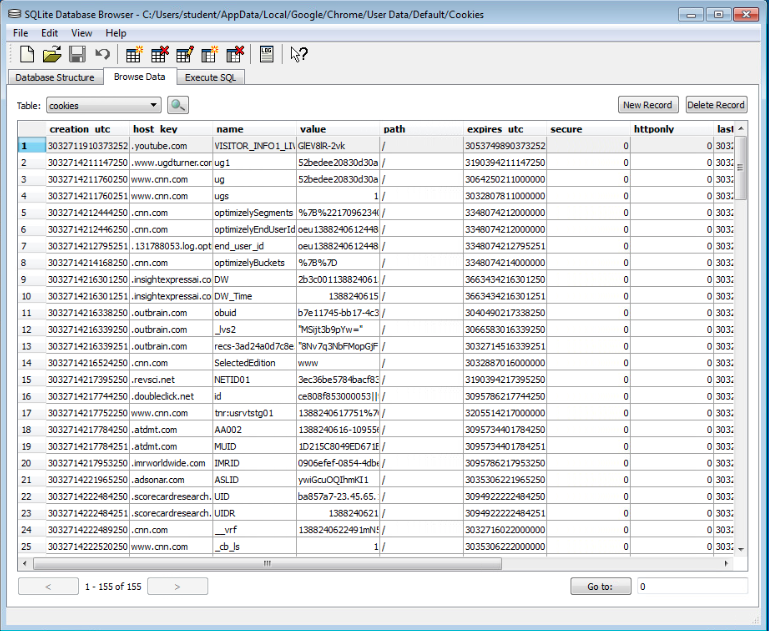 SQLite Database Browser - C:/Users/student/AppData/Local/Google/Chrome/User Data/Default/Cookies
File Edit View Help
Database Structure Browse Data Execute SQL
Table: cookies New Record Delete Record
creation_utc host_key name value path expires_utc secure httponly last
1 3032711910373252 .youtube.com VISITOR_INFO1_LIV GlEV8lR-2vk / 3053749890373252 0 0 3032
2 3032714211147250 .www.ugdturner.com ug1 52bedee20830d30a / 3190394211147250 0 0 3032
3 3032714211760250 www.cnn.com ug 52bedee20830d30a / 3064250211000000 0 0 3032
4 3032714211760251 www.cnn.com ugs 1 / 3032807811000000 0 0 3032
5 3032714212444250 .cnn.com optimizelySegments %7B%22170962340 / 3348074212000000 0 0 3032
6 3032714212446250 .cnn.com optimizelyEndUserId oeu1388240612448 / 3348074212000000 0 0 3032
7 3032714212795251 .131788053.log.opt end_user_id oeu1388240612448 / 3348074212795251 0 0 3032
8 3032714214168250 .cnn.com optimizelyBuckets %7B%7D / 3348074214000000 0 0 3032
9 3032714216301250 .insightexpressai.co DW 2b3c001138824061 / 3663434216301250 0 0 3032
10 3032714216301251 .insightexpressai.co DW_Time 1388240615 / 3663434216301251 0 0 3032
11 3032714216338250 .outbrain.com obuid b7e11745-bb17-4c3 / 3040490217338250 0 0 3032
12 3032714216339250 .outbrain.com _lvs2 "MSijt3b9pYw=" / 3066583016339250 0 0 3032
13 3032714216339251 .outbrain.com recs-3ad24a0d7c8e "8Nv7q3NbFMopGjF / 3032714516339251 0 0 3032
14 3032714216524250 .cnn.com SelectedEdition www / 3032887016000000 0 0 3032
15 3032714217395250 .revsci.net NETID01 3ec36be5784bacf83 / 3190394217395250 0 0 3032
16 3032714217744250 .doubleclick.net id ce808f853000053|| / 3095786217744250 0 0 3032
17 3032714217752250 www.cnn.com tnr:usrvtstg01 1388240617751%7 / 3205514217000000 0 0 3032
18 3032714217784250 .atdmt.com AA002 1388240616-10955 / 3095734401784250 0 0 3032
19 3032714217784251 .atdmt.com MUID 1D215C8049ED671E / 3095734401784251 0 0 3032
20 3032714217953250 .imrworldwide.com IMRID 0906efef-0854-4dbe / 3095786217953250 0 0 3032
21 3032714221965250 .adsonar.com ASLID ywiGcuOQIhmKI1 / 3035306221965250 0 0 3032
22 3032714222484250 .scorecardresearch. UID ba857a7-23.45.65. / 3094922222484250 0 0 3032
23 3032714222484251 .scorecardresearch. UIDR 1388240621 / 3094922222484251 0 0 3032
24 3032714222489250 .cnn.com __vrf 1388240622491mN5 / 3032716022000000 0 0 3032
25 3032714222520250 www.cnn.com _cb_ls 1 / 3035306222000000 0 0 3032
< 1 - 155 of 155 > Go to: 0